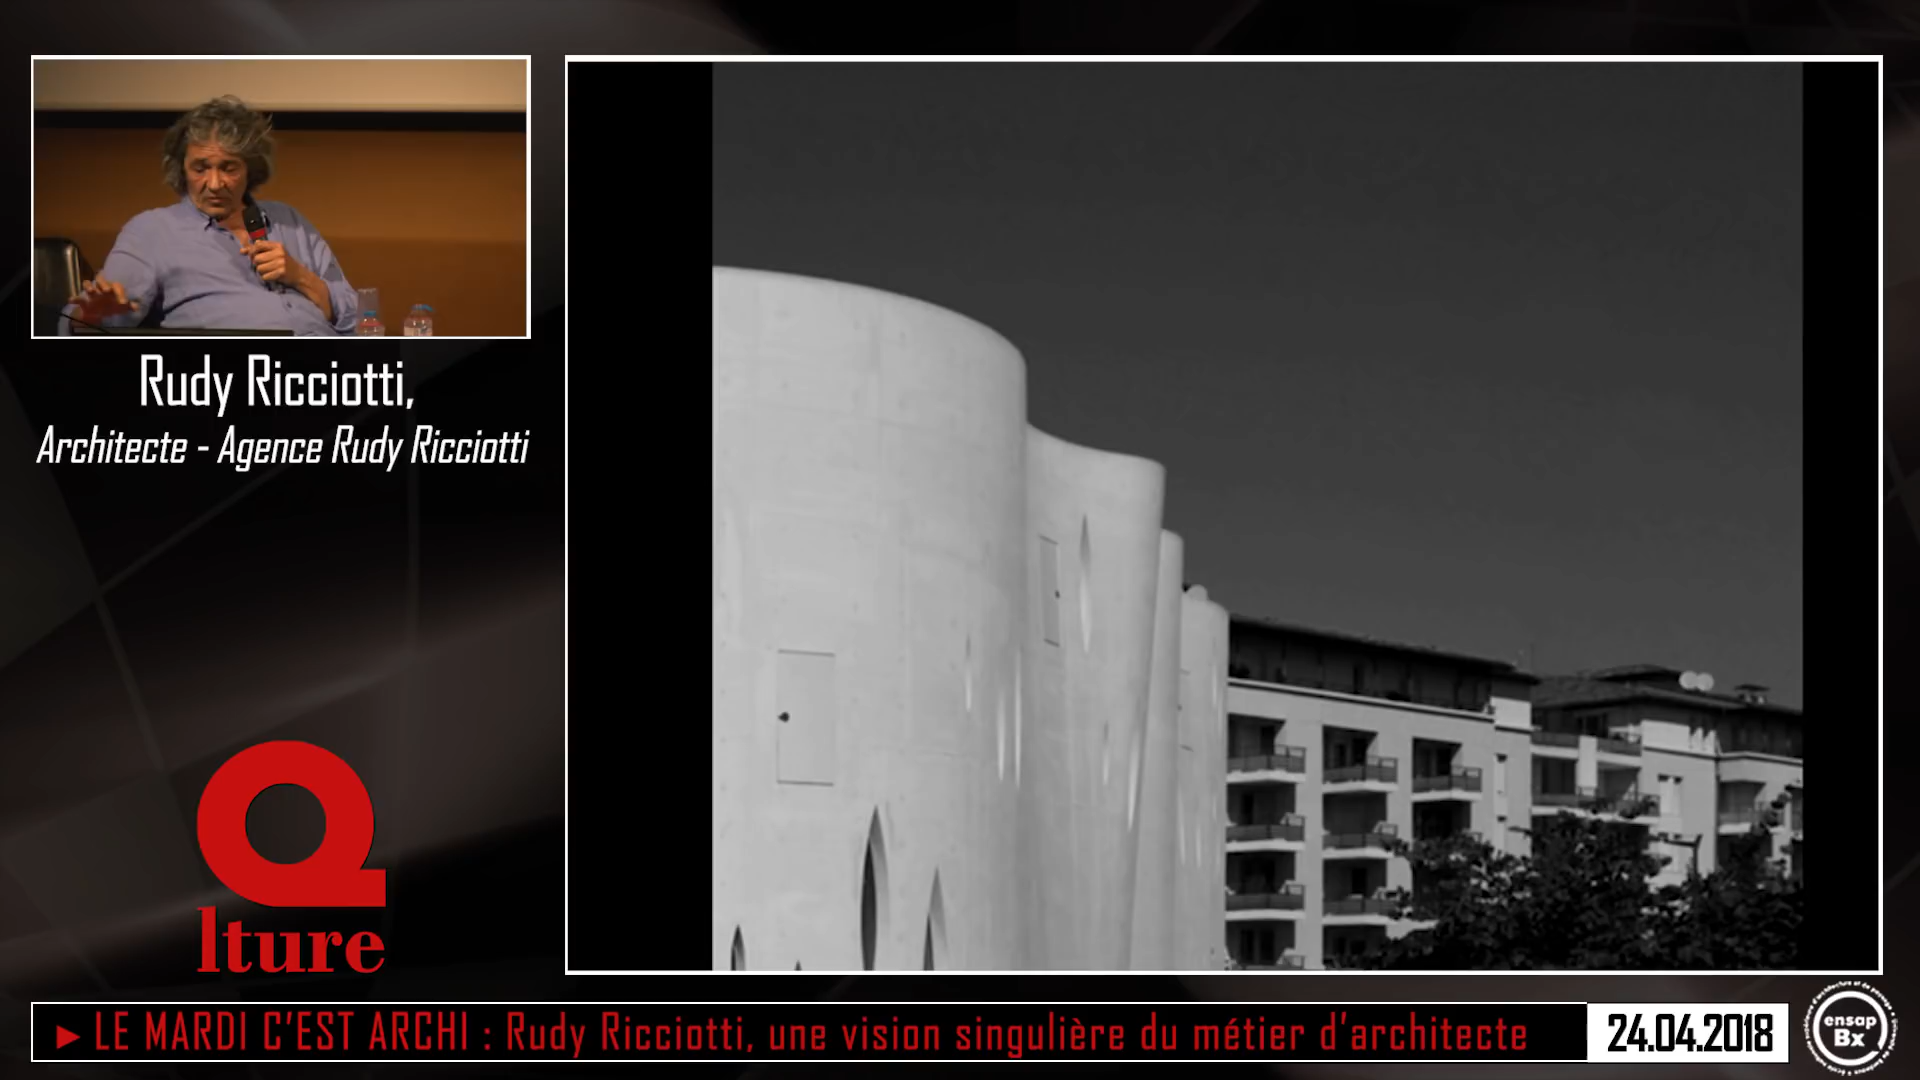 Rudy Ricciotti,
Architecte - Agence Rudy Ricciotti
Qlture
► LE MARDI C'EST ARCHI : Rudy Ricciotti, une vision singulière du métier d'architecte
24.04.2018
ensap
Bx